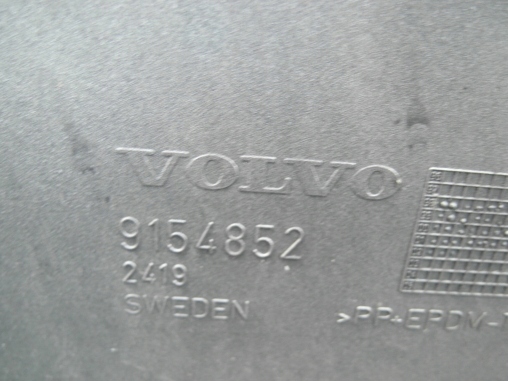 VOLVO
9154852
2419
SWEDEN
>PP+EPDM-